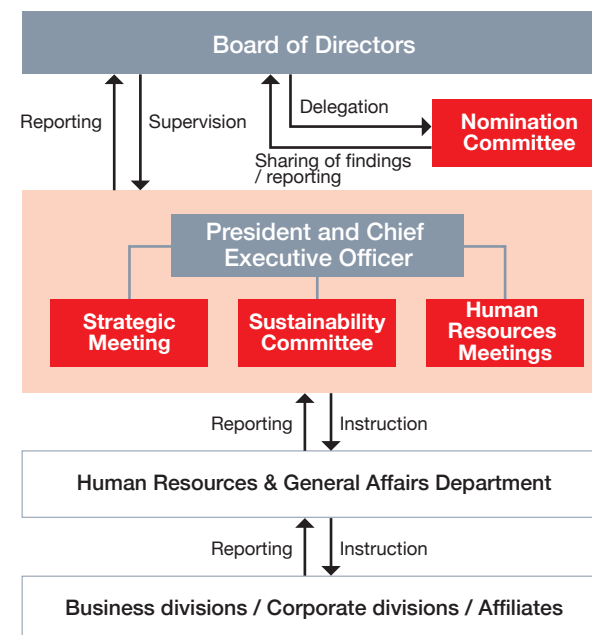 Board of Directors
Reporting
Supervision
Delegation
Nomination
Committee
Sharing of findings
/ reporting
President and Chief
Executive Officer
Strategic
Meeting
Sustainability
Committee
Human
Resources
Meetings
Reporting
Instruction
Human Resources & General Affairs Department
Reporting
Instruction
Business divisions / Corporate divisions / Affiliates